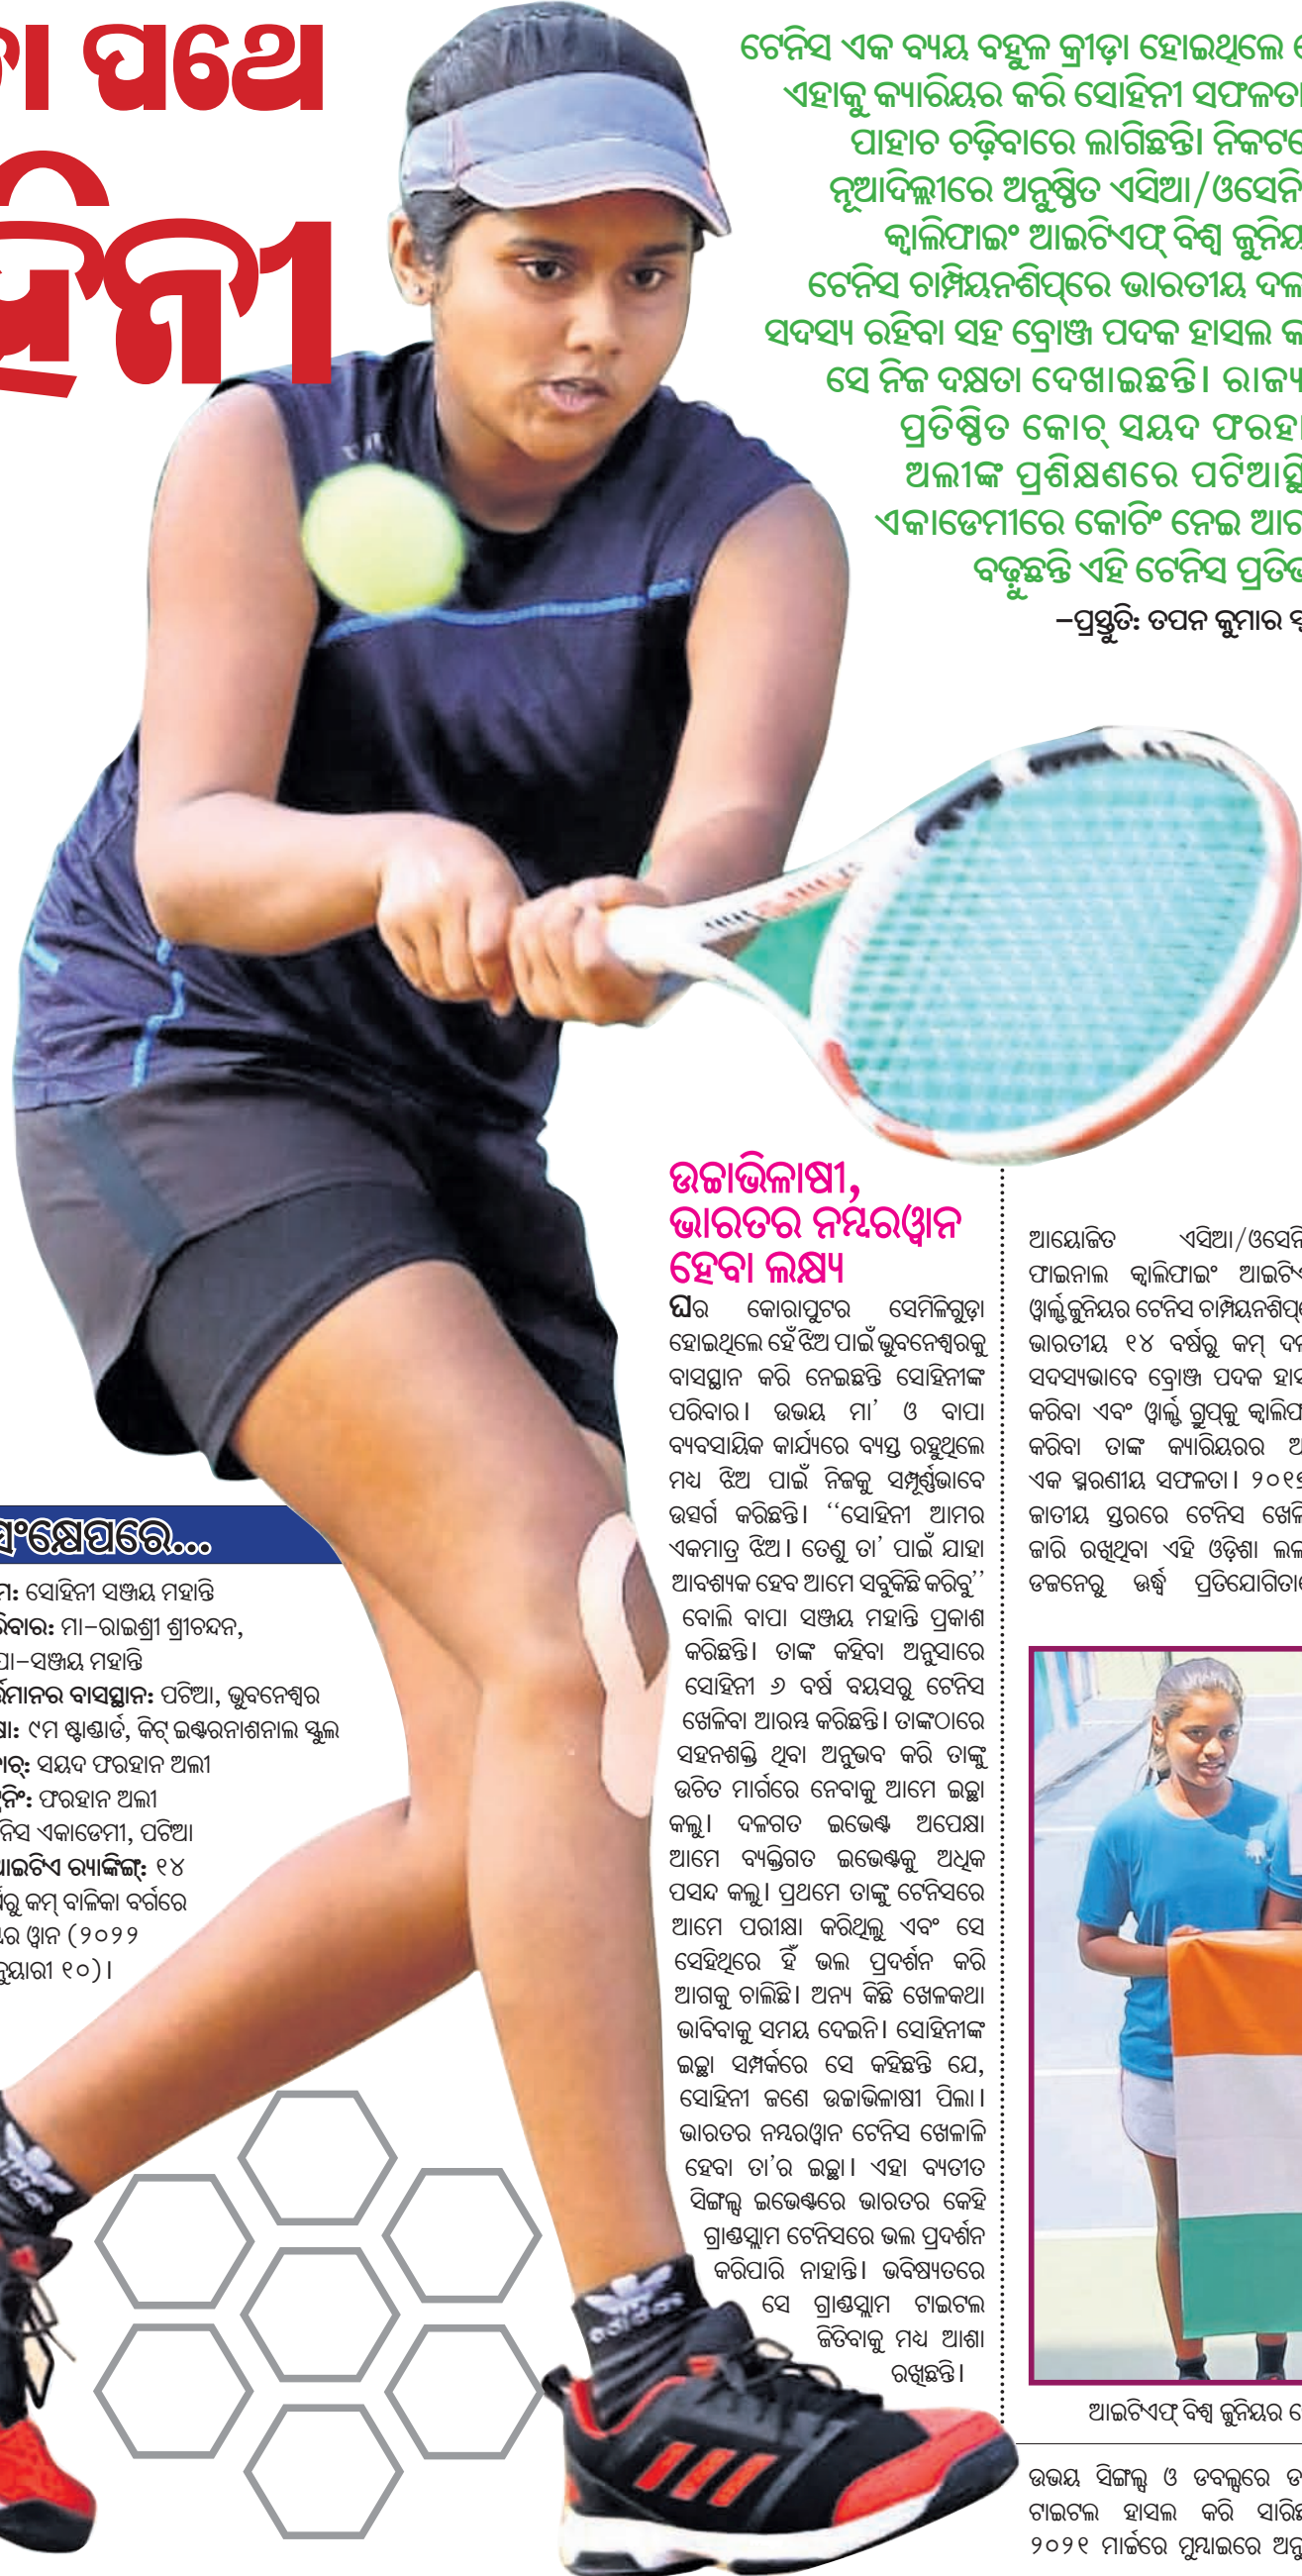 ପଥେ
ଟେନିସ ଏକ ବ୍ୟୟ ବହୁଳ କ୍ରୀଡ଼ା ହୋଇଥିଲେ
ଏହାକୁ କ୍ୟାରିୟର କରି ସୋହିନୀ ସଫଳତା
ପାହାଚ ଚଢ଼ିବାରେ ଲାଗିଛନ୍ତି। ନିକଟରେ
ନୂଆଦିଲ୍ଲୀରେ ଅନୁଷ୍ଠିତ ଏସିଆ/ଓସେନି
କ୍ୱାଲିଫାଇଂ ଆଇଟିଏଫ୍ ବିଶ୍ୱ ଜୁନିୟ
ଟେନିସ ଚାମ୍ପିୟନଶିପ୍‌ରେ ଭାରତୀୟ ଦଳ
ସଦସ୍ୟ ରହିବା ସହ ବ୍ରୋଞ୍ଜ ପଦକ ହାସଲ
ସେ ନିଜ ଦକ୍ଷତା ଦେଖାଇଛନ୍ତି। ରାଜ୍ୟ
ପ୍ରତିଷ୍ଠିତ କୋଚ୍ ସୟଦ ଫରହା
ଅଲୀଙ୍କ ପ୍ରଶିକ୍ଷଣରେ ପଟିଆସ୍ଥି
ଏକାଡେମୀରେ କୋଚିଂ ନେଇ ଆଗ
ବଢ଼ୁଛନ୍ତି ଏହି ଟେନିସ ପ୍ରତିଭ
–ପ୍ରସ୍ତୁତି: ତପନ କୁମାର
ସଂକ୍ଷେପରେ...
ସୋହିନୀ ସଞ୍ଜୟ ମହାନ୍ତି
ମା–ରାଇଶ୍ରୀ ଶ୍ରୀଚନ୍ଦନ,
ପା–ସଞ୍ଜୟ ମହାନ୍ତି
ର୍ତ୍ତମାନର ବାସସ୍ଥାନ: ପଟିଆ, ଭୁବନେଶ୍ୱର
କ୍ଷା: ୯ମ ଷ୍ଟାଣ୍ଡାର୍ଡ, କିଟ୍ ଇଣ୍ଟରନାଶନାଲ ସ୍କୁଲ
ସୟଦ ଫରହାନ ଅଲୀ
ଫରହାନ ଅଲୀ
ନିସ ଏକାଡେମୀ, ପଟିଆ
ଆଇଟିଏ ର୍ୟାଙ୍କିଙ୍ଗ୍: ୧୪
ର୍ଷରୁ କମ୍ ବାଳିକା ବର୍ଗରେ
ୱାନ (୨୦୨୨
ନୁୟାରୀ ୧୦)।
ଉଚ୍ଚାଭିଳାଷୀ,
ଭାରତର ନମ୍ବରୱାନ
ହେବା ଲକ୍ଷ୍ୟ
ଘର କୋରାପୁଟର ସେମିଳିଗୁଡ଼ା
ହୋଇଥିଲେ ହେଁ ଝିଅ ପାଇଁ ଭୁବନେଶ୍ୱରକୁ
ବାସସ୍ଥାନ କରି ନେଇଛନ୍ତି ସୋହିନୀଙ୍କ
ପରିବାର। ଉଭୟ ମା' ଓ ବାପା
ବ୍ୟବସାୟିକ କାର୍ଯ୍ୟରେ ବ୍ୟସ୍ତ ରହୁଥିଲେ
ମଧ୍ୟ ଝିଅ ପାଇଁ ନିଜକୁ ସମ୍ପୂର୍ଣ୍ଣଭାବେ
ଉତ୍ସର୍ଗ କରିଛନ୍ତି। ‘‘ସୋହିନୀ ଆମର
ଏକମାତ୍ର ଝିଅ। ତେଣୁ ତା' ପାଇଁ ଯାହା
ଆବଶ୍ୟକ ହେବ ଆମେ ସବୁକିଛି କରିବୁ’’
ବୋଲି ବାପା ସଞ୍ଜୟ ମହାନ୍ତି ପ୍ରକାଶ
କରିଛନ୍ତି। ତାଙ୍କ କହିବା ଅନୁସାରେ
ସୋହିନୀ ୬ ବର୍ଷ ବୟସରୁ ଟେନିସ
ଖେଳିବା ଆରମ୍ଭ କରିଛନ୍ତି। ତାଙ୍କଠାରେ
ସହନଶକ୍ତି ଥିବା ଅନୁଭବ କରି ତାଙ୍କୁ
ଉଚିତ ମାର୍ଗରେ ନେବାକୁ ଆମେ ଇଚ୍ଛା
କଲୁ। ଦଳଗତ ଇଭେଣ୍ଟ ଅପେକ୍ଷା
ଆମେ ବ୍ୟକ୍ତିଗତ ଇଭେଣ୍ଟକୁ ଅଧିକ
ପସନ୍ଦ କଲୁ। ପ୍ରଥମେ ତାଙ୍କୁ ଟେନିସରେ
ଆମେ ପରୀକ୍ଷା କରିଥିଲୁ ଏବଂ ସେ
ସେହିଥିରେ ହିଁ ଭଲ ପ୍ରଦର୍ଶନ କରି
ଆଗକୁ ଚାଲିଛି। ଅନ୍ୟ କିଛି ଖେଳକଥା
ଭାବିବାକୁ ସମୟ ଦେଇନି। ସୋହିନୀଙ୍କ
ଇଚ୍ଛା ସମ୍ପର୍କରେ ସେ କହିଛନ୍ତି ଯେ,
ସୋହିନୀ ଜଣେ ଉଚ୍ଚାଭିଳାଷୀ ପିଲା।
ଭାରତର ନମ୍ବରୱାନ ଟେନିସ ଖେଳାଳି
ହେବା ତା'ର ଇଚ୍ଛା। ଏହା ବ୍ୟତୀତ
ସିଙ୍ଗଲ୍ସ ଇଭେଣ୍ଟରେ ଭାରତର କେହି
ଗ୍ରାଣ୍ଡସ୍ଲାମ ଟେନିସରେ ଭଲ ପ୍ରଦର୍ଶନ
କରିପାରି ନାହାନ୍ତି। ଭବିଷ୍ୟତରେ
ସେ ଗ୍ରାଣ୍ଡସ୍ଲାମ ଟାଇଟଲ
ଜିତିବାକୁ ମଧ୍ୟ ଆଶା
ରଖିଛନ୍ତି।
ଆୟୋଜିତ ଏସିଆ/ଓସେନି
ଫାଇନାଲ କ୍ୱାଲିଫାଇଂ ଆଇଟିଏ
ୱାର୍ଲ୍ଡ ଜୁନିୟର ଟେନିସ ଚାମ୍ପିୟନଶିପ୍‌
ଭାରତୀୟ ୧୪ ବର୍ଷରୁ କମ୍ ଦଳ
ସଦସ୍ୟଭାବେ ବ୍ରୋଞ୍ଜ ପଦକ ହାସ
କରିବା ଏବଂ ୱାର୍ଲ୍ଡ ଗ୍ରୁପ୍‌କୁ କ୍ୱାଲିଫ
କରିବା ତାଙ୍କ କ୍ୟାରିୟରର
ଏକ ସ୍ମରଣୀୟ ସଫଳତା। ୨୦୧
ଜାତୀୟ ସ୍ତରରେ ଟେନିସ ଖେଳି
ଜାରି ରଖିଥିବା ଏହି ଓଡ଼ିଶା ଲଳ
ଡଜନେରୁ ଊର୍ଦ୍ଧ୍ୱ ପ୍ରତିଯୋଗିତା
ଆଇଟିଏଫ୍ ବିଶ୍ୱ ଜୁନିୟର
ଉଭୟ ସିଙ୍ଗଲ୍ସ ଓ ଡବଲ୍ସରେ
ଟାଇଟଲ ହାସଲ କରି ସାରିଛ
୨୦୨୧ ମାର୍ଚ୍ଚରେ ମୁମ୍ବାଇରେ ଅନୁ